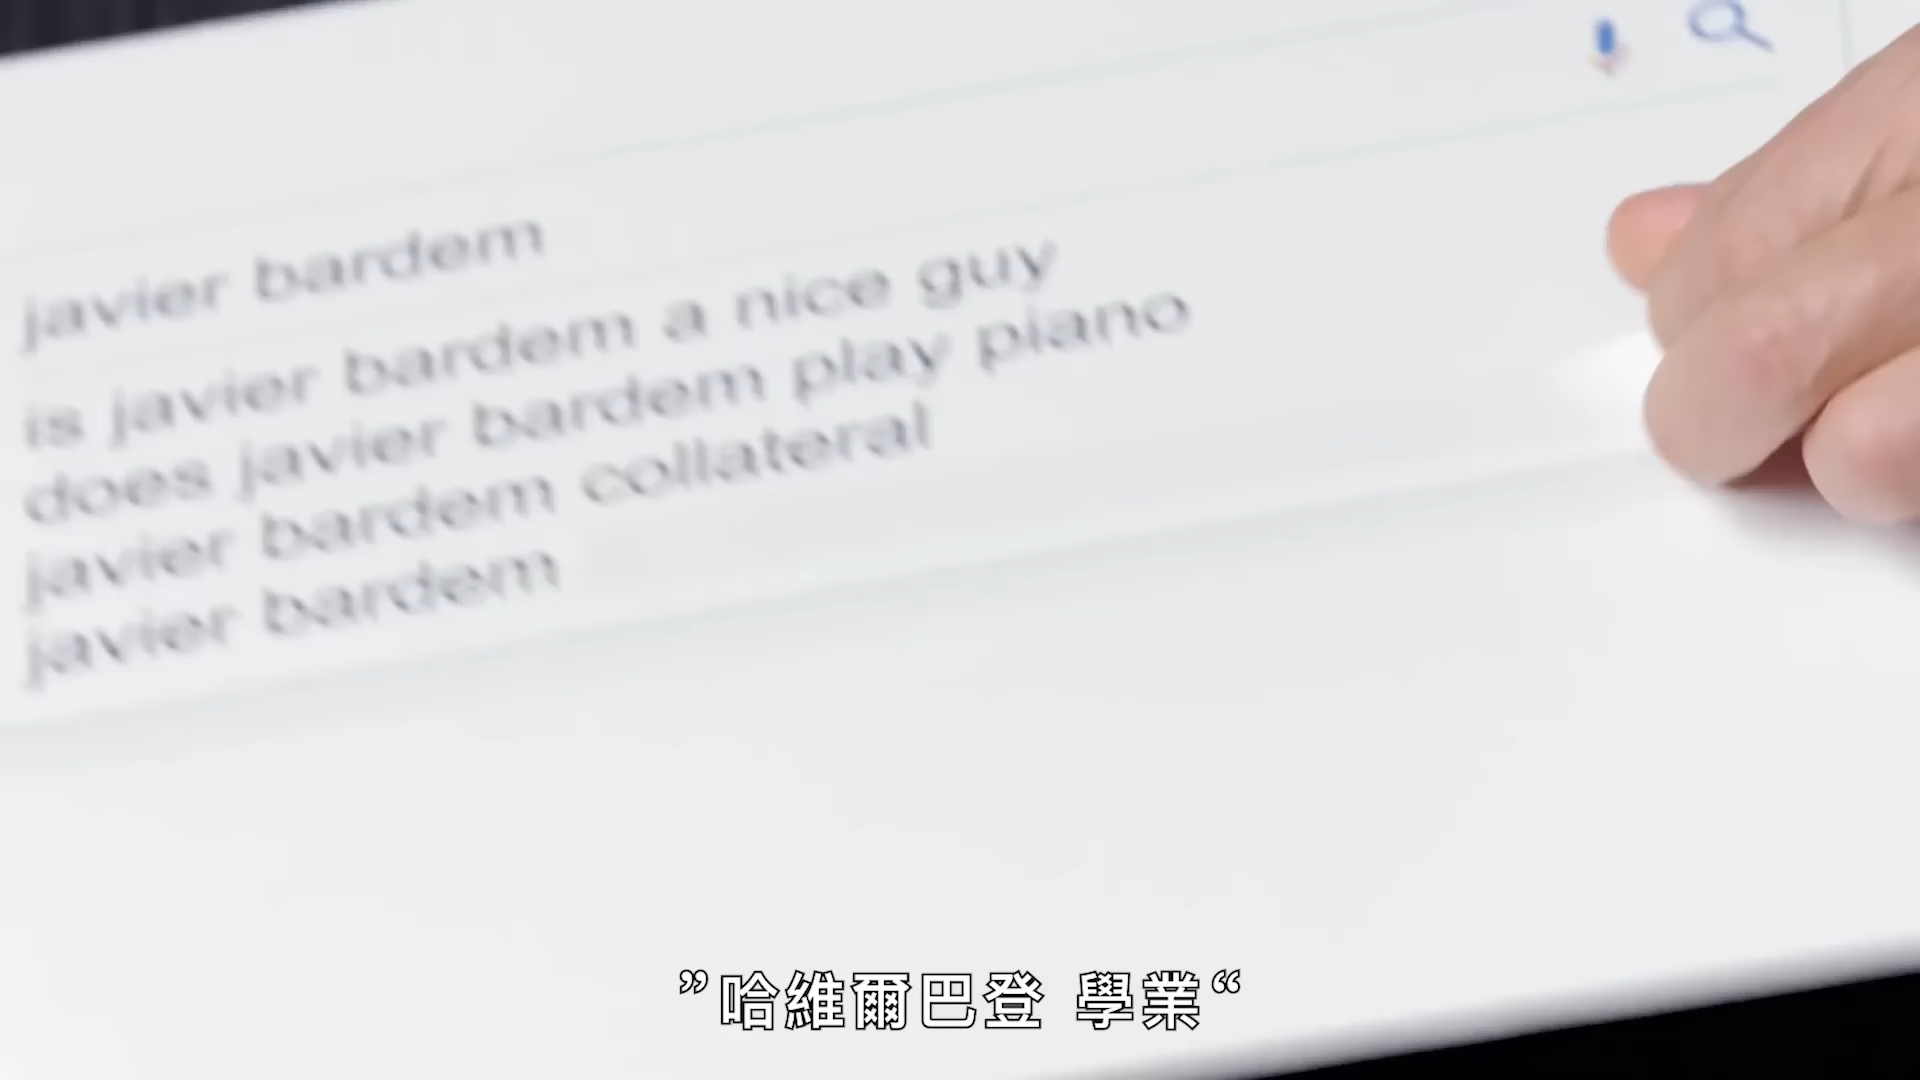 javier bardem
is javier bardem a nice guy
does javier bardem play piano
javier bardem collateral
javier bardem
”哈維爾巴登 學業“